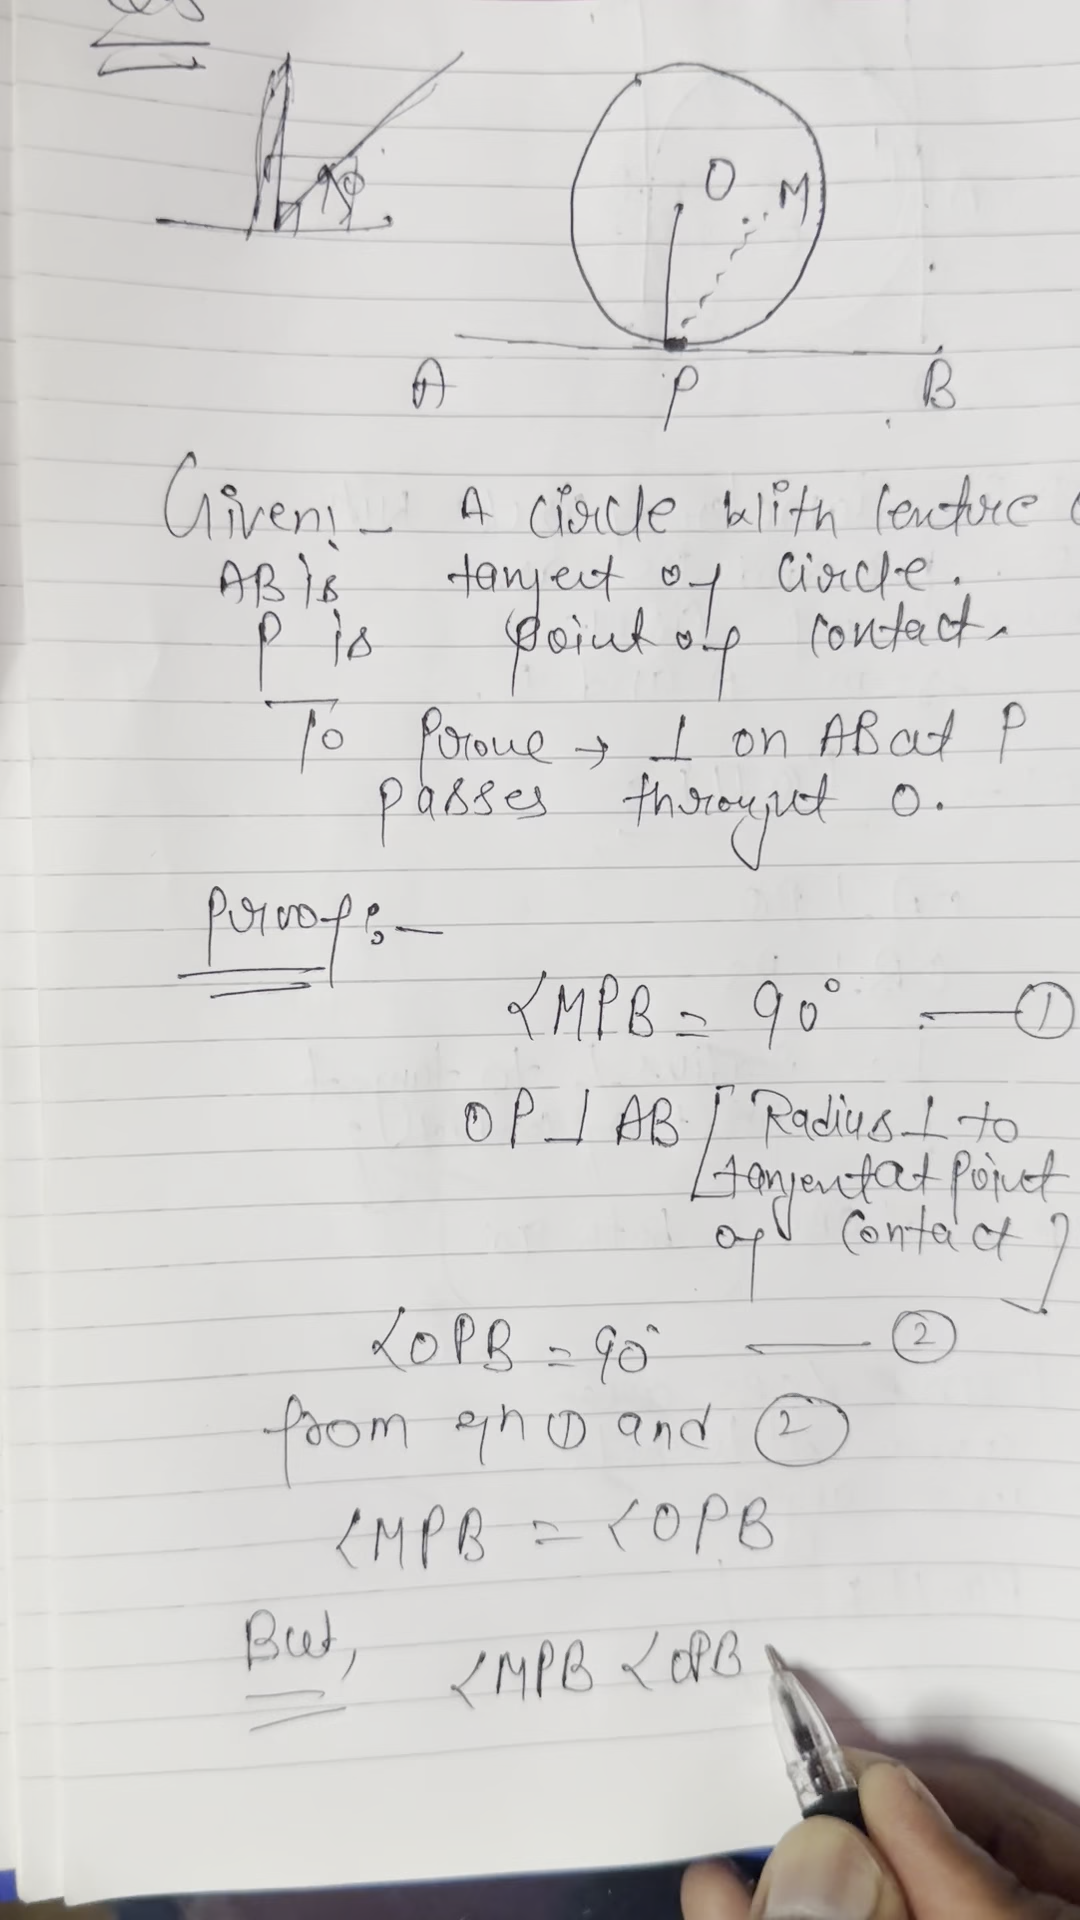 O
M
A P B
Given:- A circle with Centre
AB is tangent of circle.
P is point of contact.
To Prove → ⊥ on AB at P
passes through O.
Proof:-
∠MPB = 90° — ①
OP ⊥ AB [Radius ⊥ to
tangent at point
of contact]
∠OPB = 90° — ②
from eqn ① and ②
∠MPB = ∠OPB
But,
∠MPB < OPB